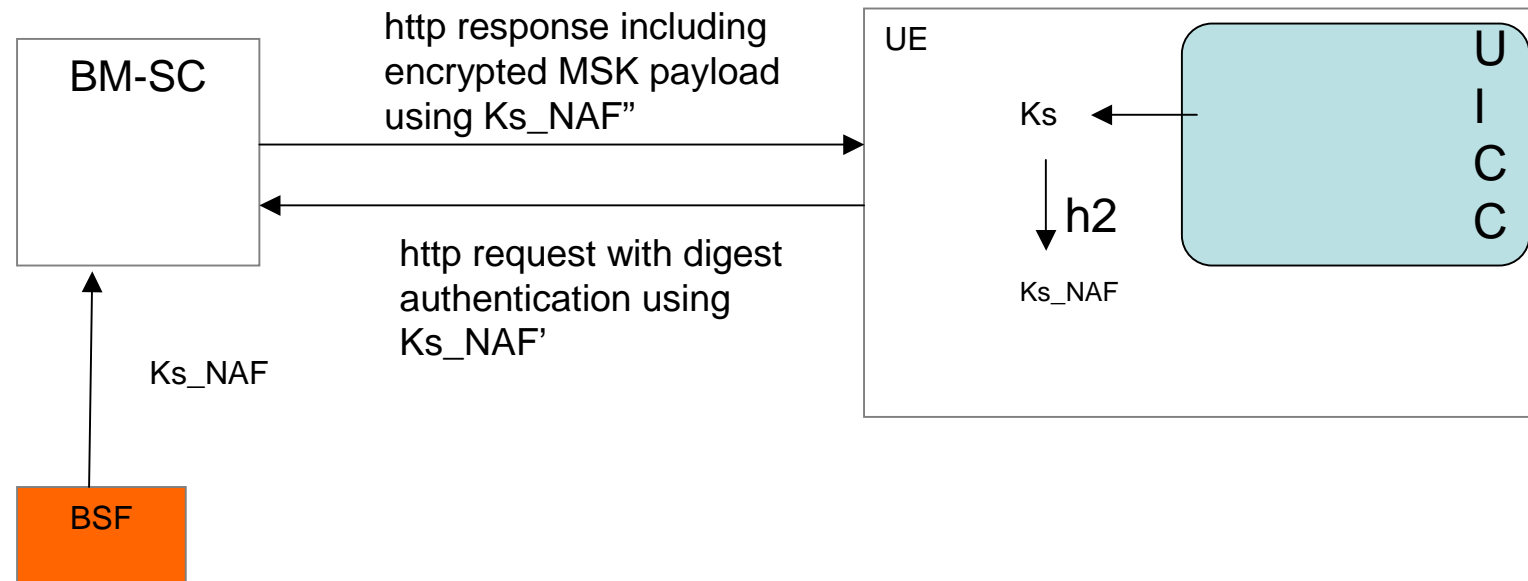 BM-SC
http response including
encrypted MSK payload
using Ks_NAF”
UE
U
I
C
C
Ks
h2
Ks_NAF
http request with digest
authentication using
Ks_NAF’
Ks_NAF
BSF